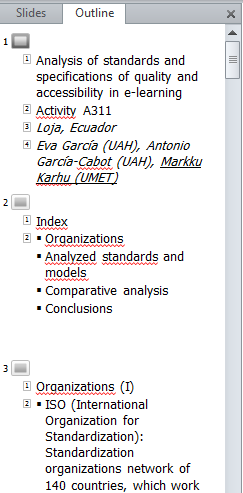 Slides Outline
1
1 Analysis of standards and
specifications of quality and
accessibility in e-learning
2 Activity A311
3 Loja, Ecuador
4 Eva García (UAH), Antonio
García-Cabot (UAH), Markku
Karhu (UMET)
2
1 Index
2 ▪ Organizations
▪ Analyzed standards and
models
▪ Comparative analysis
▪ Conclusions
3
1 Organizations (I)
2 ▪ ISO (International
Organization for
Standardization):
Standardization
organizations network of
140 countries, which work